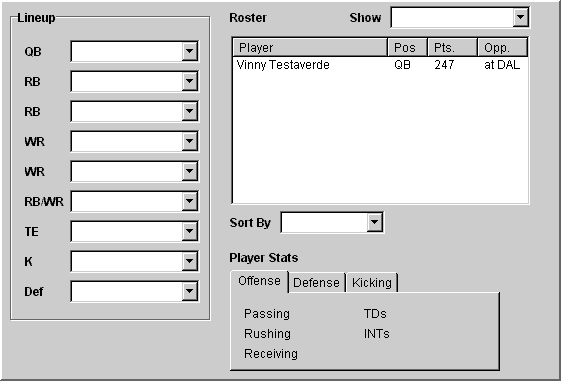 Lineup
QB
RB
RB
WR
WR
RB/WR
TE
K
Def
Roster Show
Player Pos Pts. Opp.
Vinny Testaverde QB 247 at DAL
Sort By
Player Stats
Offense Defense Kicking
Passing TDs
Rushing INTs
Receiving